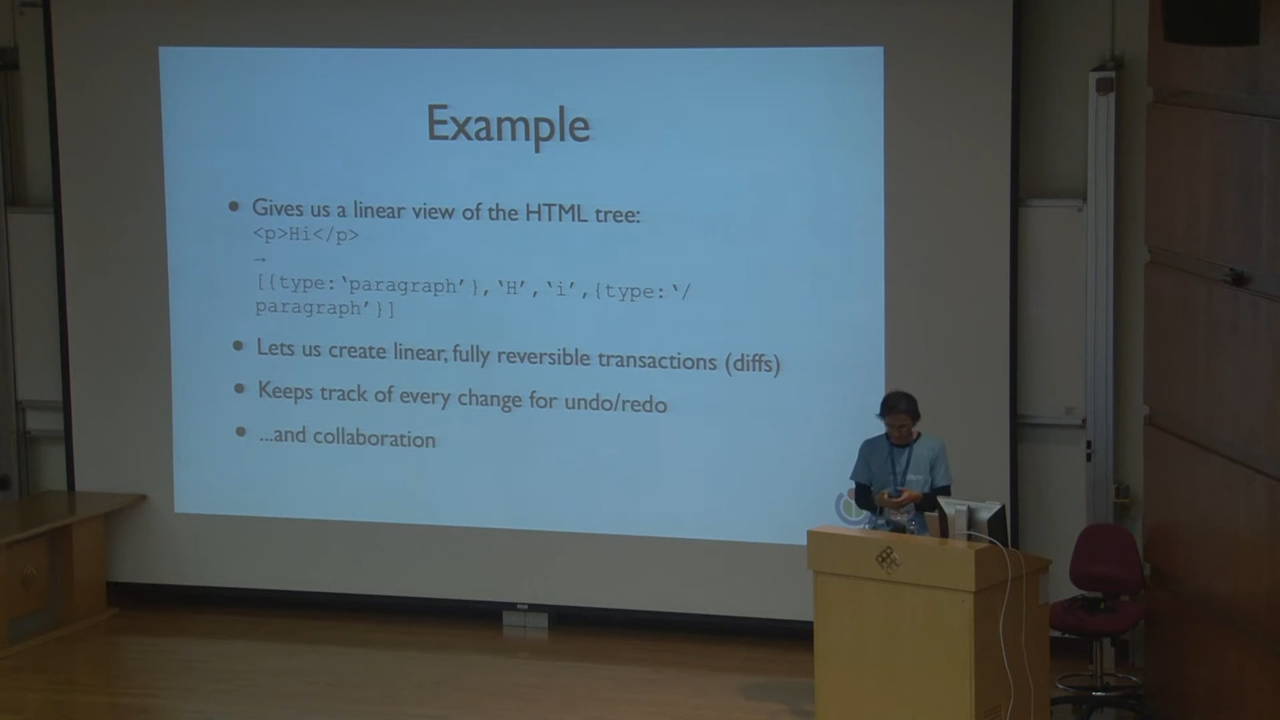 Example
• Gives us a linear view of the HTML tree:
<p>Hi</p>
→
[{type:‘paragraph’},‘H’,‘i’,{type:‘/
paragraph’}]
• Lets us create linear, fully reversible transactions (diffs)
• Keeps track of every change for undo/redo
• ...and collaboration